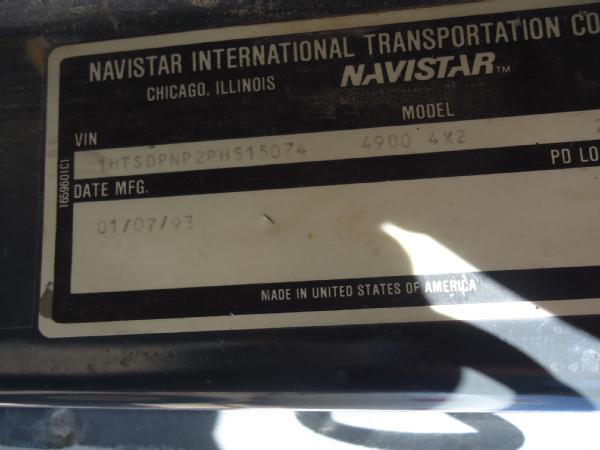 NAVISTAR INTERNATIONAL TRANSPORTATION CO
CHICAGO, ILLINOIS NAVISTAR™
VIN MODEL
1HTSDPNP2PH515074 4900 4X2
DATE MFG. PD LO
01/07/93
MADE IN UNITED STATES OF AMERICA
1659601C1